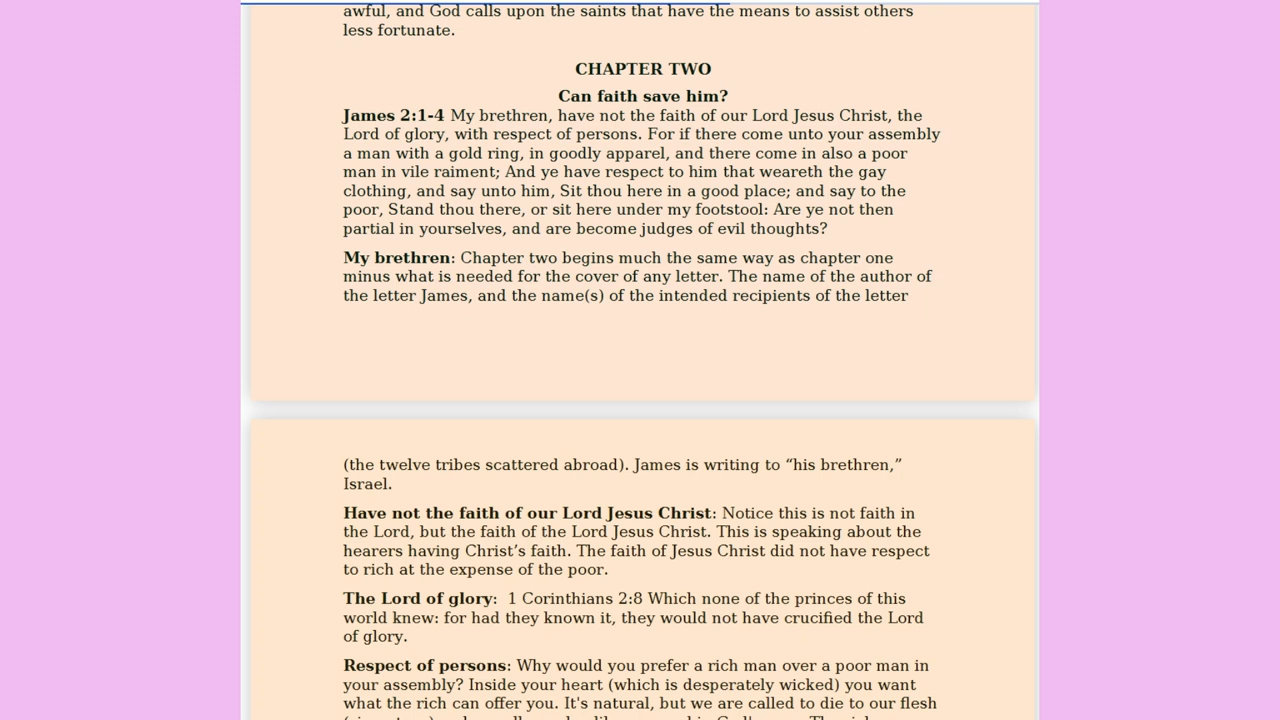 awful, and God calls upon the saints that have the means to assist others
less fortunate.
CHAPTER TWO
Can faith save him?
James 2:1-4 My brethren, have not the faith of our Lord Jesus Christ, the
Lord of glory, with respect of persons. For if there come unto your assembly
a man with a gold ring, in goodly apparel, and there come in also a poor
man in vile raiment; And ye have respect to him that weareth the gay
clothing, and say unto him, Sit thou here in a good place; and say to the
poor, Stand thou there, or sit here under my footstool: Are ye not then
partial in yourselves, and are become judges of evil thoughts?
My brethren: Chapter two begins much the same way as chapter one
minus what is needed for the cover of any letter. The name of the author of
the letter James, and the name(s) of the intended recipients of the letter
(the twelve tribes scattered abroad). James is writing to “his brethren,”
Israel.
Have not the faith of our Lord Jesus Christ: Notice this is not faith in
the Lord, but the faith of the Lord Jesus Christ. This is speaking about the
hearers having Christ’s faith. The faith of Jesus Christ did not have respect
to rich at the expense of the poor.
The Lord of glory:  1 Corinthians 2:8 Which none of the princes of this
world knew: for had they known it, they would not have crucified the Lord
of glory.
Respect of persons: Why would you prefer a rich man over a poor man in
your assembly? Inside your heart (which is desperately wicked) you want
what the rich can offer you. It's natural, but we are called to die to our flesh